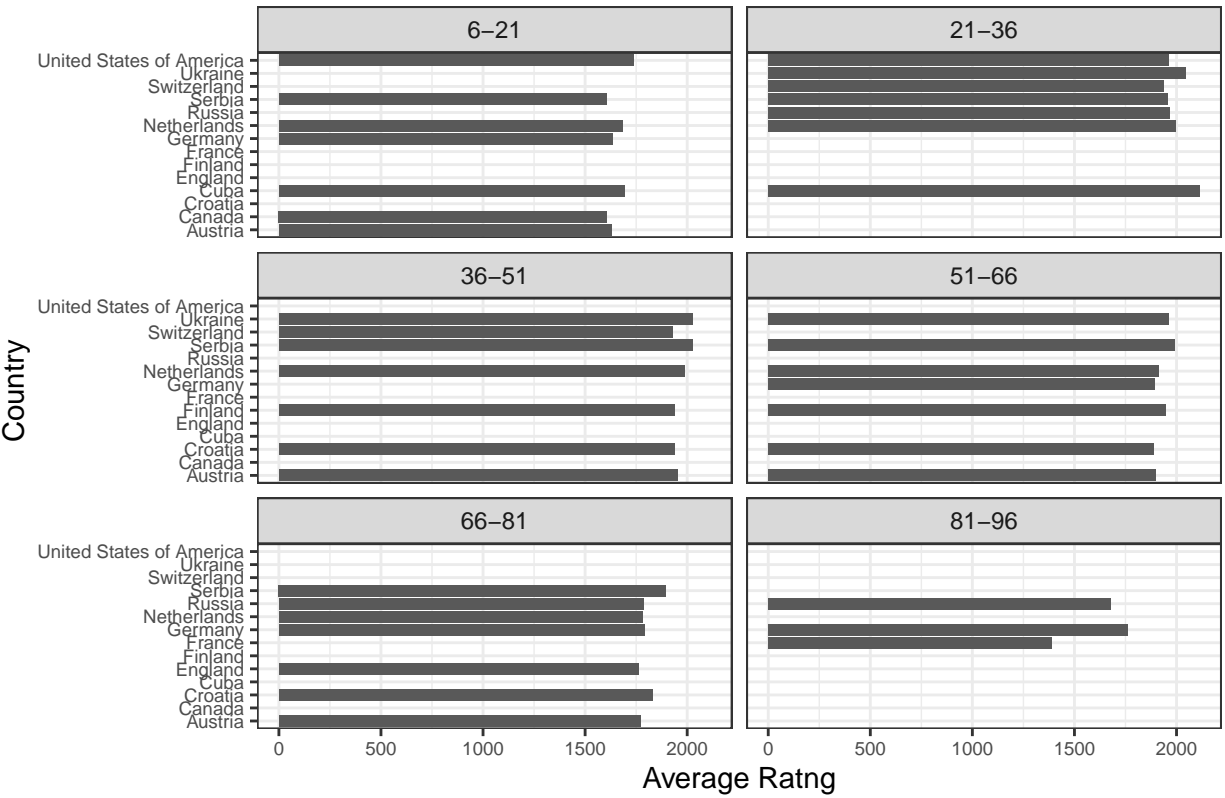 6−21
21−36
United States of America
Ukraine
Switzerland
Serbia
Russia
Netherlands
Germany
France
Finland
England
Cuba
Croatia
Canada
Austria
36−51
51−66
United States of America
Ukraine
Switzerland
Serbia
Russia
Netherlands
Germany
France
Finland
England
Cuba
Croatia
Canada
Austria
66−81
81−96
United States of America
Ukraine
Switzerland
Serbia
Russia
Netherlands
Germany
France
Finland
England
Cuba
Croatia
Canada
Austria
0 500 1000 1500 2000 0 500 1000 1500 2000
Average Ratng
Country